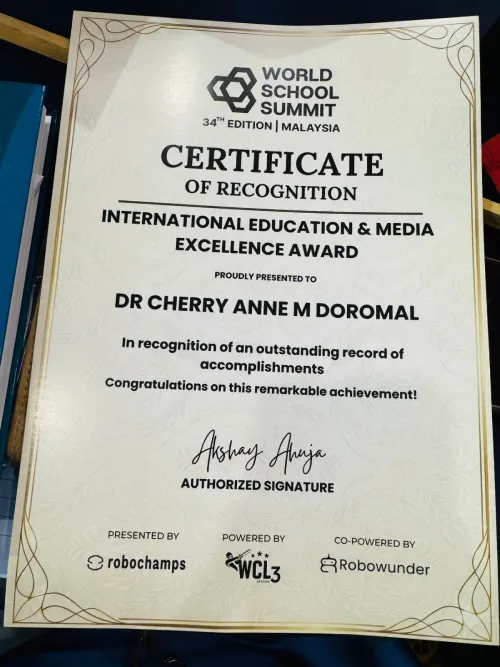 WORLD
SCHOOL
SUMMIT
34TH EDITION | MALAYSIA
CERTIFICATE
OF RECOGNITION
INTERNATIONAL EDUCATION & MEDIA
EXCELLENCE AWARD
PROUDLY PRESENTED TO
DR CHERRY ANNE M DOROMAL
In recognition of an outstanding record of
accomplishments
Congratulations on this remarkable achievement!
Akshay Ahuja
AUTHORIZED SIGNATURE
PRESENTED BY
POWERED BY
CO-POWERED BY
robochamps
WCL3
Robowunder